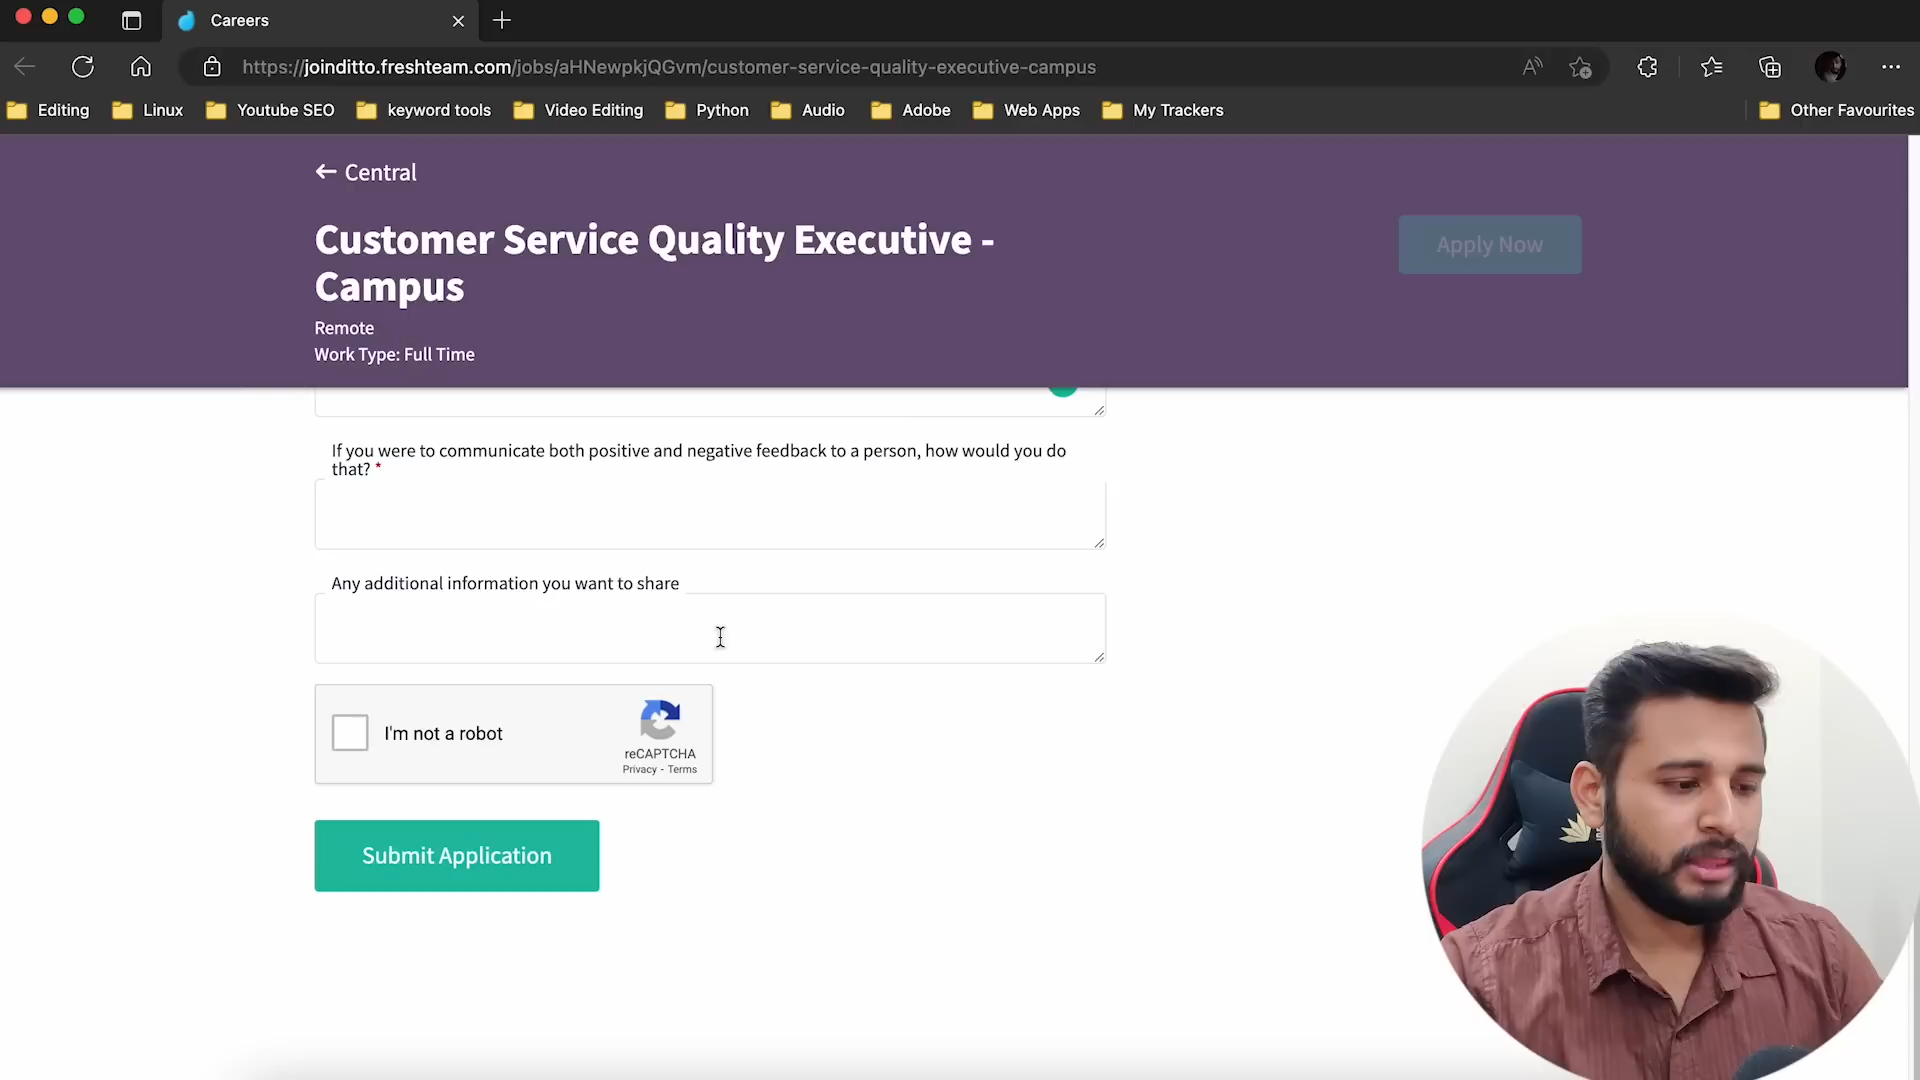 Careers
https://joinditto.freshteam.com/jobs/aHNewpkjQGvm/customer-service-quality-executive-campus
Editing Linux Youtube SEO keyword tools Video Editing Python Audio Adobe Web Apps My Trackers Other Favourites
← Central
Customer Service Quality Executive -
Campus
Apply Now
Remote
Work Type: Full Time
If you were to communicate both positive and negative feedback to a person, how would you do
that? *
Any additional information you want to share
I'm not a robot
reCAPTCHA
Privacy - Terms
Submit Application